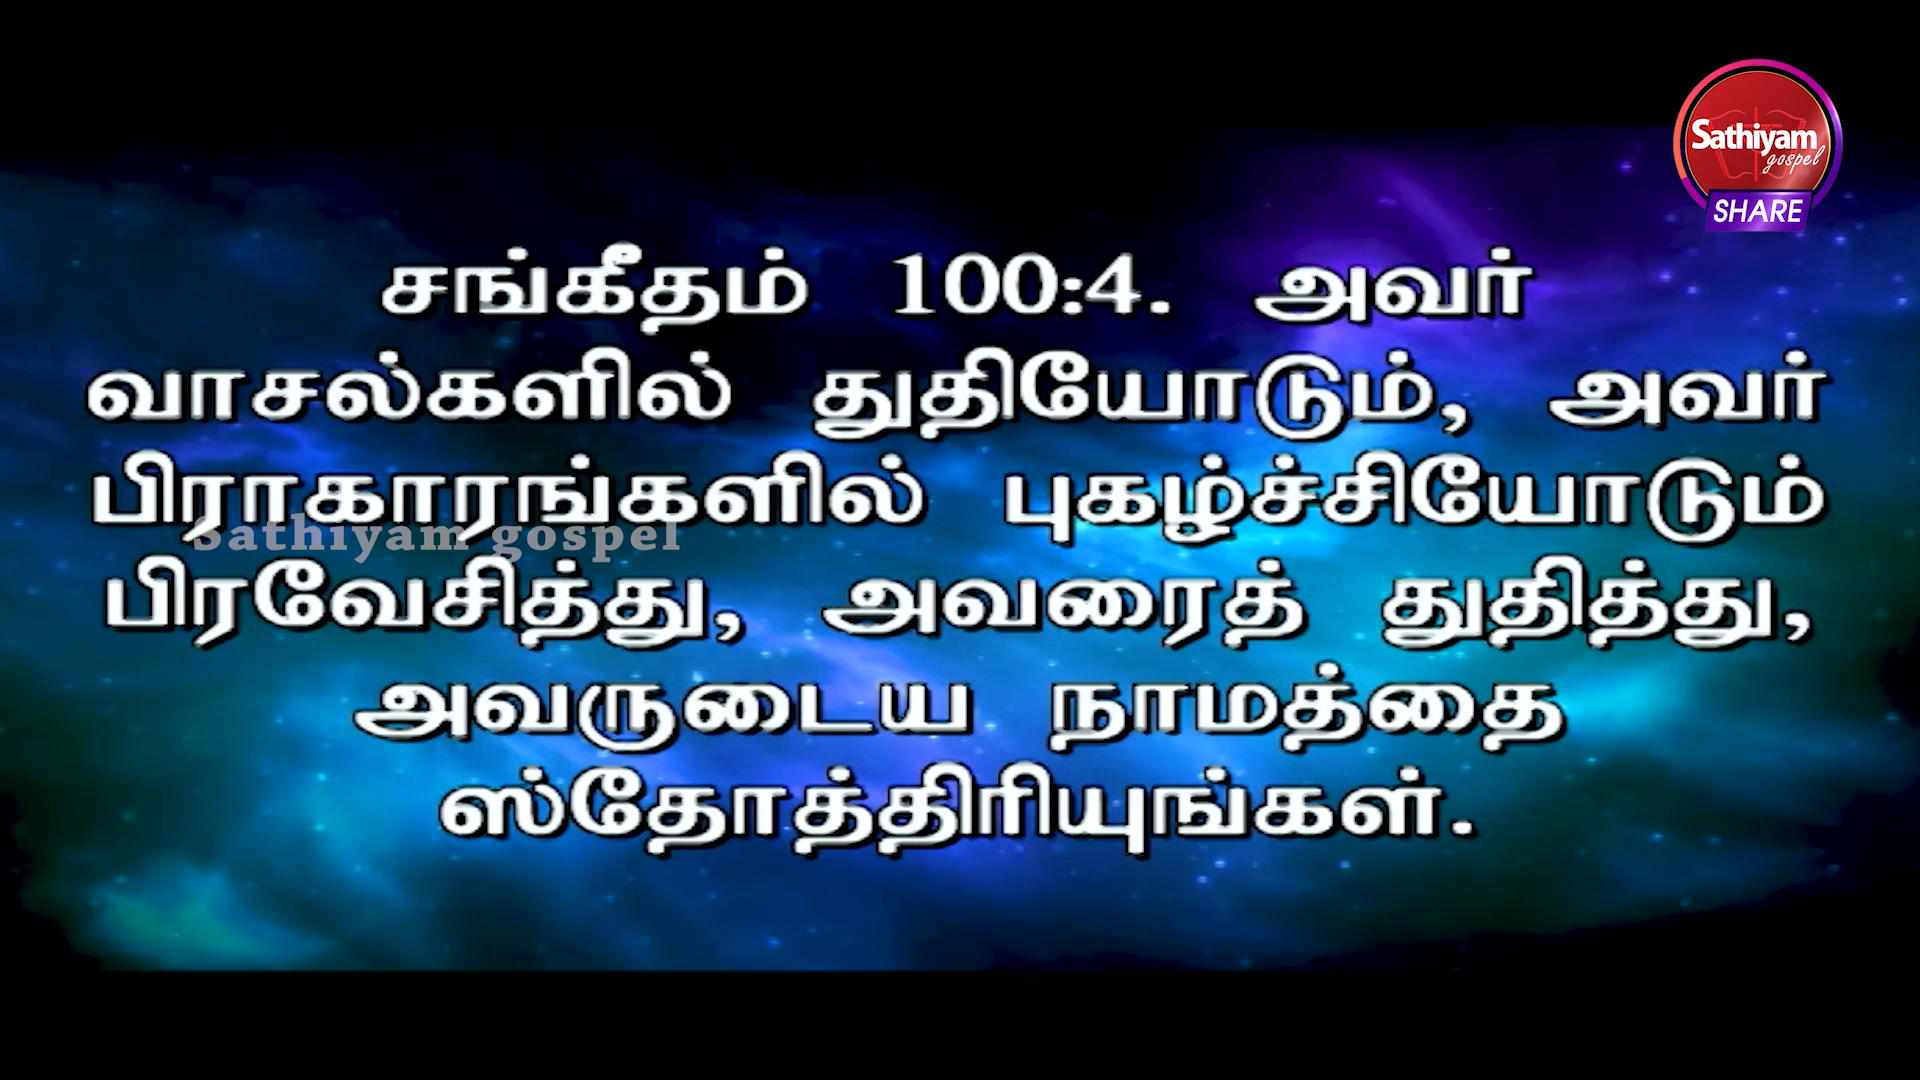 Sathiyam
gospel
SHARE
சங்கீதம் 100:4. அவர்
வாசல்களில் துதியோடும், அவர்
பிராகாரங்களில் புகழ்ச்சியோடும்
Sathiyam gospel
பிரவேசித்து, அவரைத் துதித்து,
அவருடைய நாமத்தை
ஸ்தோத்திரியுங்கள்.